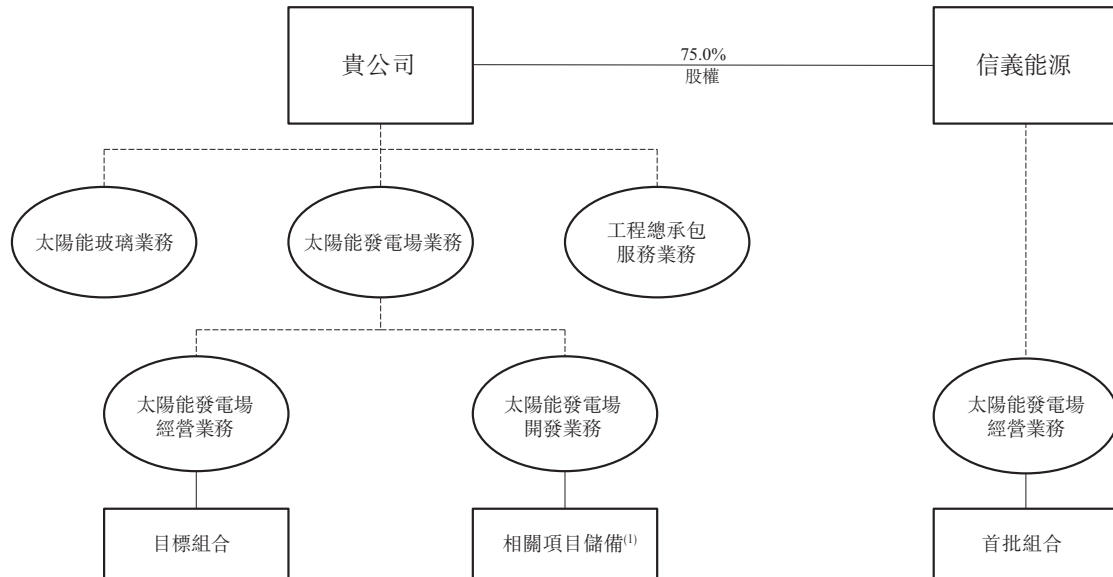 貴公司
75.0%
股權
信義能源
太陽能玻璃業務
太陽能發電場業務
工程總承包
服務業務
太陽能發電場
經營業務
太陽能發電場
開發業務
太陽能發電場
經營業務
目標組合
相關項目儲備(1)
首批組合